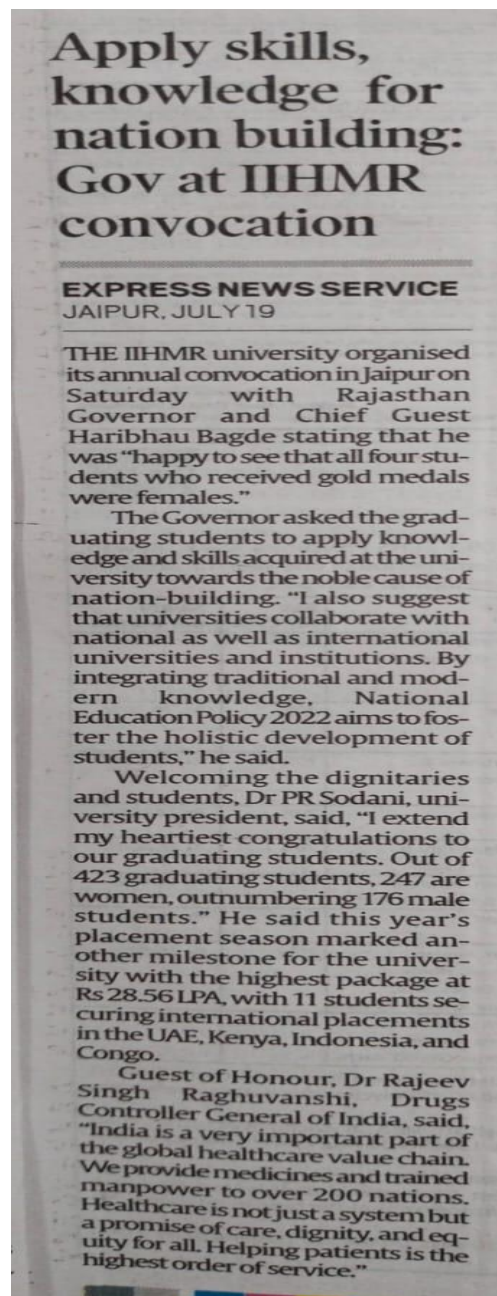 Apply skills,
knowledge for
nation building:
Gov at IIHMR
convocation
EXPRESS NEWS SERVICE
JAIPUR, JULY 19
THE IIHMR university organised
its annual convocation in Jaipur on
Saturday with Rajasthan
Governor and Chief Guest
Haribhau Bagde stating that he
was “happy to see that all four stu-
dents who received gold medals
were females.”
The Governor asked the grad-
uating students to apply knowl-
edge and skills acquired at the uni-
versity towards the noble cause of
nation-building. “I also suggest
that universities collaborate with
national as well as international
universities and institutions. By
integrating traditional and mod-
ern knowledge, National
Education Policy 2022 aims to fos-
ter the holistic development of
students,” he said.
Welcoming the dignitaries
and students, Dr PR Sodani, uni-
versity president, said, “I extend
my heartiest congratulations to
our graduating students. Out of
423 graduating students, 247 are
women, outnumbering 176 male
students.” He said this year’s
placement season marked an-
other milestone for the univer-
sity with the highest package at
Rs 28.56 LPA, with 11 students se-
curing international placements
in the UAE, Kenya, Indonesia, and
Congo.
Guest of Honour, Dr Rajeev
Singh Raghuvanshi, Drugs
Controller General of India, said,
“India is a very important part of
the global healthcare value chain.
We provide medicines and trained
manpower to over 200 nations.
Healthcare is not just a system but
a promise of care, dignity, and eq-
uity for all. Helping patients is the
highest order of service.”